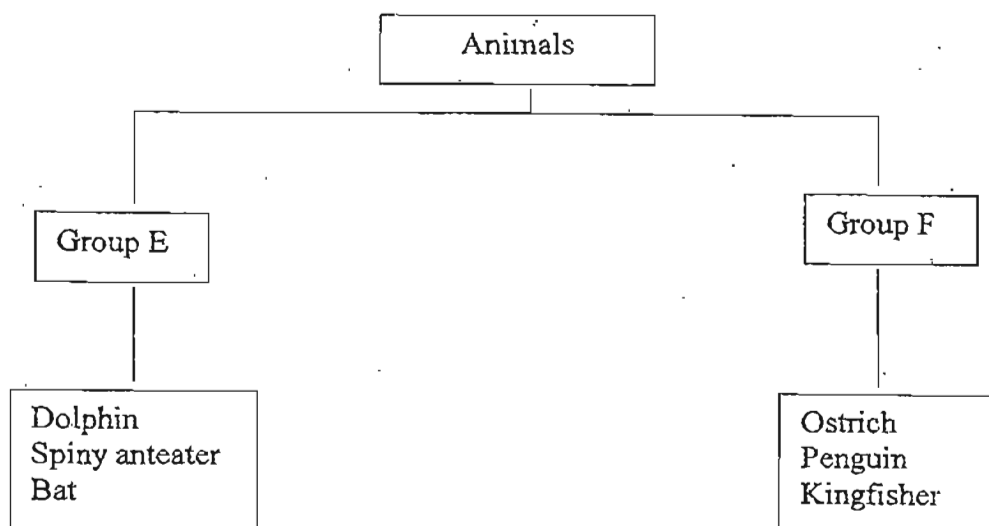 Animals
Group E
Group F
Dolphin
Spiny anteater
Bat
Ostrich
Penguin
Kingfisher